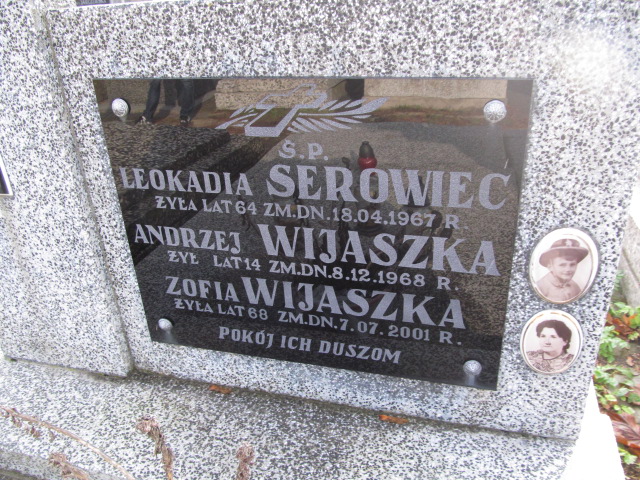 Ś.P.
LEOKADIA SEROWIEC
ŻYŁA LAT 64 ZM.DN.18.04.1967 R.
ANDRZEJ WIJASZKA
ŻYŁ LAT 14 ZM.DN.8.12.1968 R.
ZOFIA WIJASZKA
ŻYŁA LAT 68 ZM.DN.7.07.2001 R.
POKÓJ ICH DUSZOM